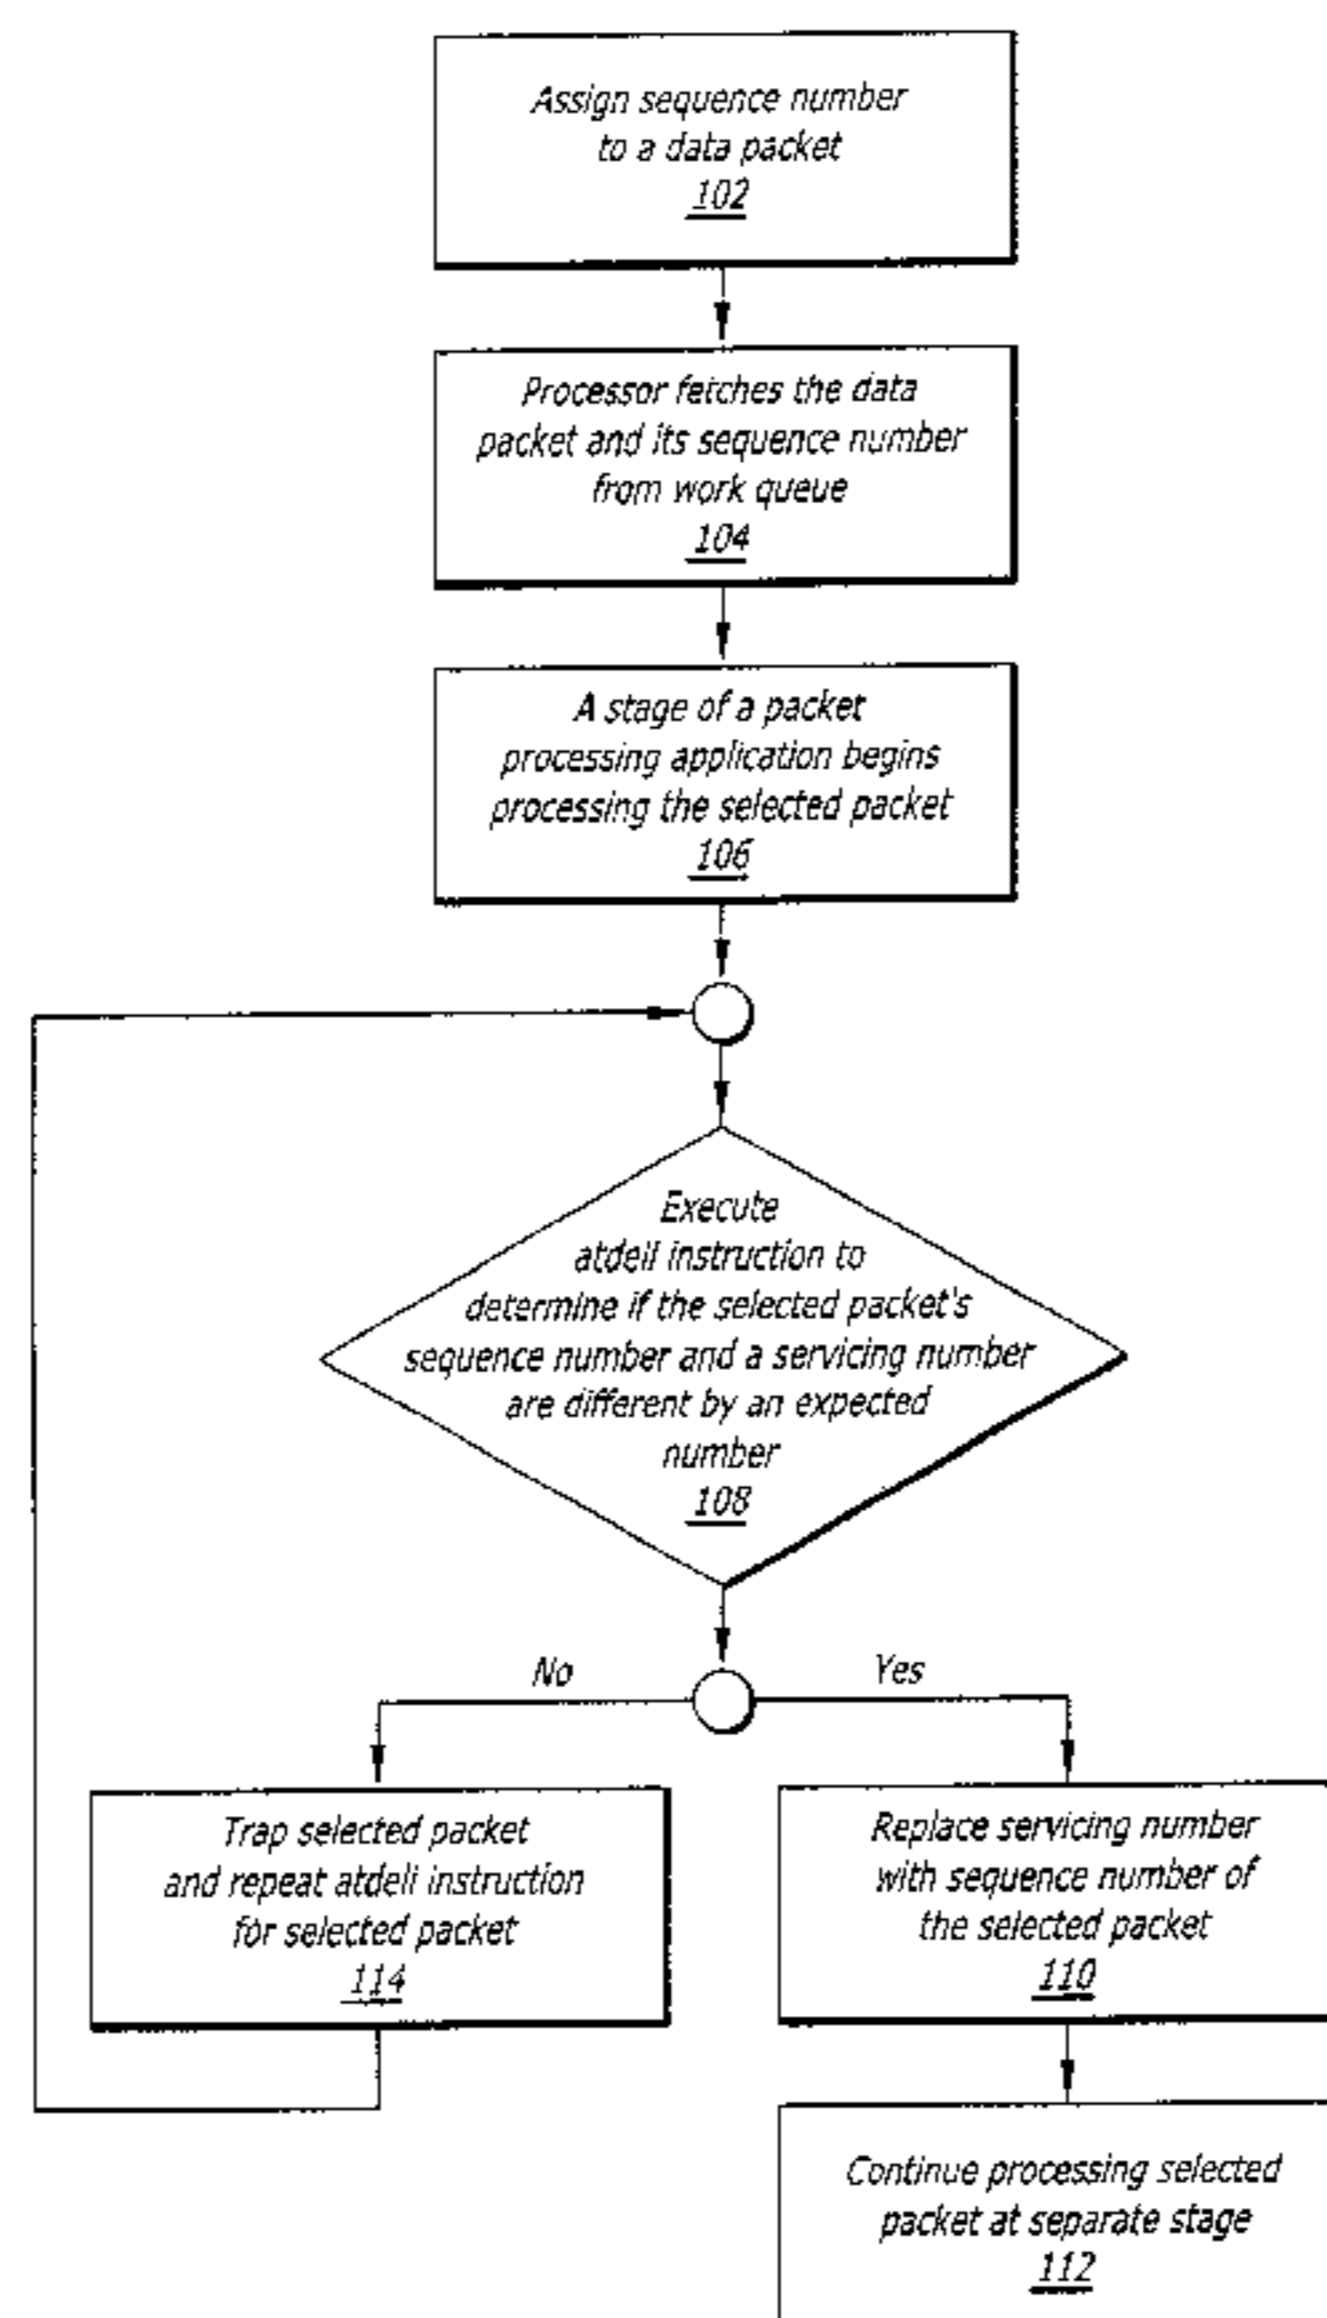 Assign sequence number
to a data packet
102
Processor fetches the data
packet and its sequence number
from work queue
104
A stage of a packet
processing application begins
processing the selected packet
106
Execute
atdeli instruction to
determine if the selected packet's
sequence number and a servicing number
are different by an expected
number
108
No
Yes
Trap selected packet
and repeat atdeli instruction
for selected packet
114
Replace servicing number
with sequence number of
the selected packet
110
Continue processing selected
packet at separate stage
112